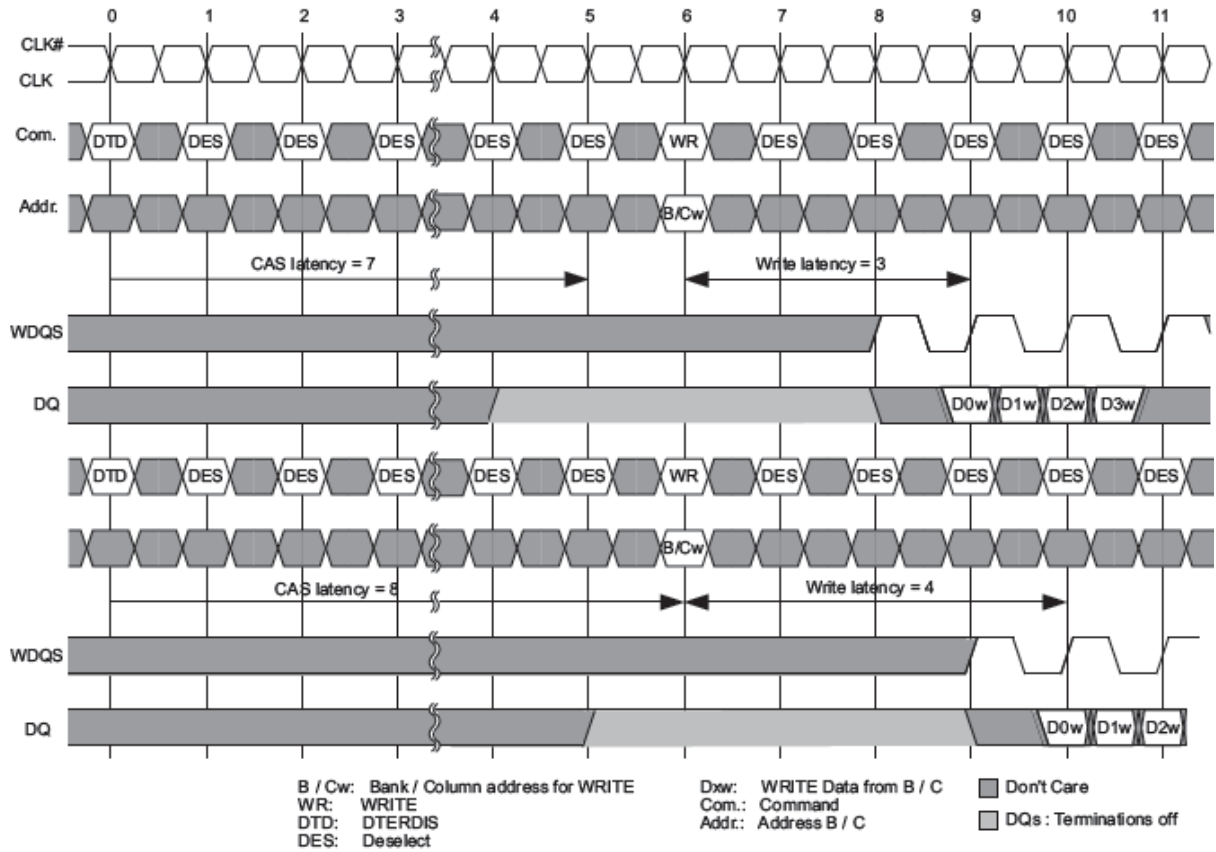 0 1 2 3 4 5 6 7 8 9 10 11
CLK#
CLK
Com. DTD DES DES DES DES DES WR DES DES DES DES DES
Addr. B/Cw
CAS latency = 7 Write latency = 3
WDQS
DQ D0w D1w D2w D3w
DTD DES DES DES DES DES WR DES DES DES DES DES
B/Cw
CAS latency = 8 Write latency = 4
WDQS
DQ D0w D1w D2w
B / Cw: Bank / Column address for WRITE Dxw: WRITE Data from B / C Don't Care
WR: WRITE Com.: Command
DTD: DTERDIS Addr.: Address B / C DQs : Terminations off
DES: Deselect